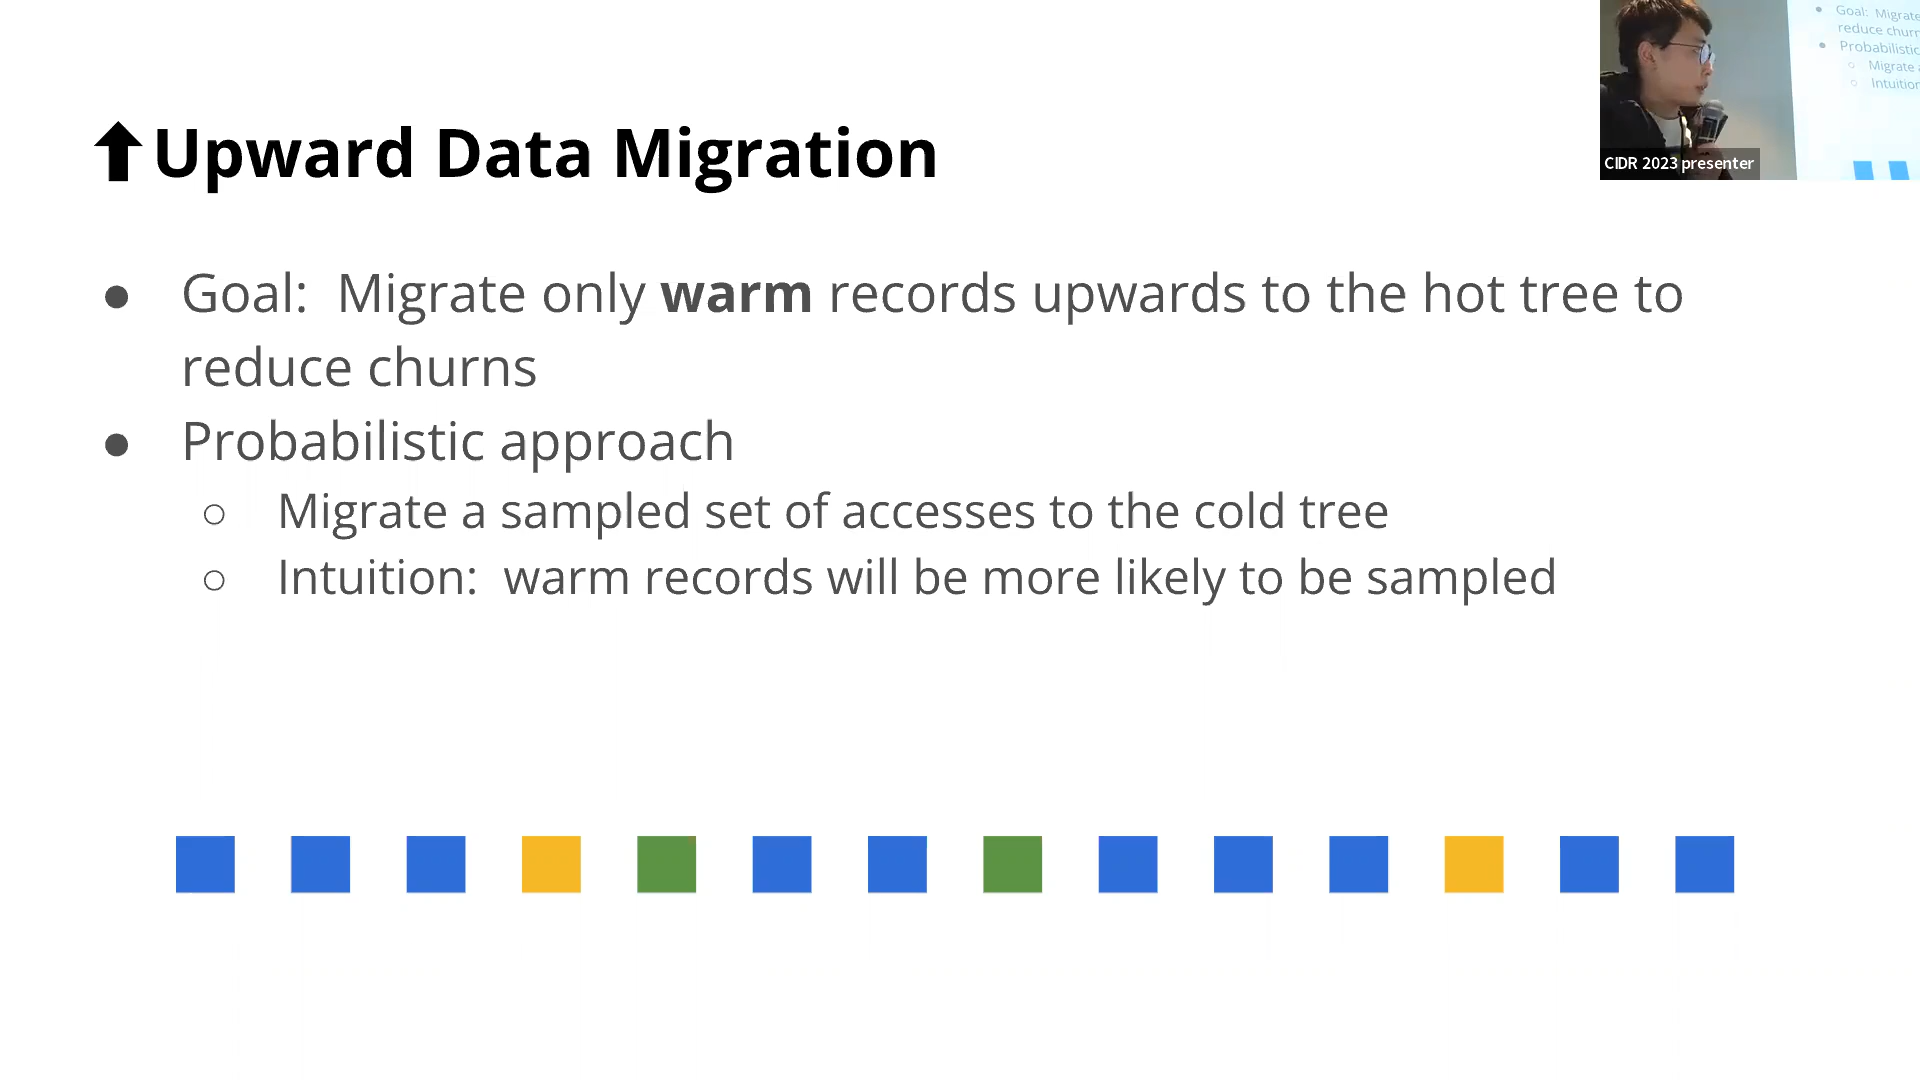 Upward Data Migration
● Goal:  Migrate only warm records upwards to the hot tree to
reduce churns
● Probabilistic approach
○ Migrate a sampled set of accesses to the cold tree
○ Intuition:  warm records will be more likely to be sampled
CIDR 2023 presenter
● Goal: Migrate
reduce churn
● Probabilistic
○ Migrate
○ Intuition